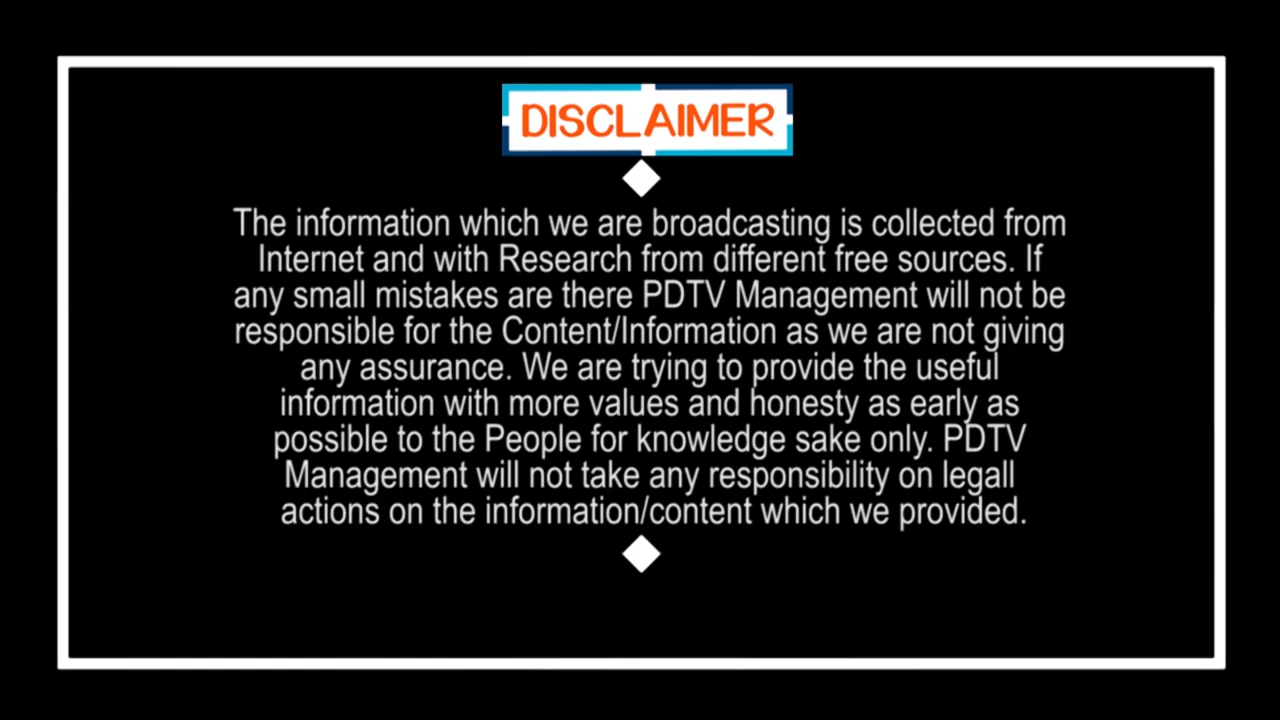 DISCLAIMER
The information which we are broadcasting is collected from
Internet and with Research from different free sources. If
any small mistakes are there PDTV Management will not be
responsible for the Content/Information as we are not giving
any assurance. We are trying to provide the useful
information with more values and honesty as early as
possible to the People for knowledge sake only. PDTV
Management will not take any responsibility on legall
actions on the information/content which we provided.